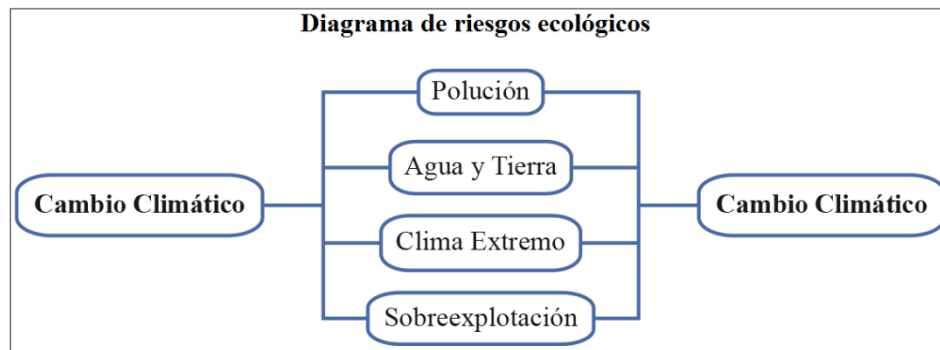 Diagrama de riesgos ecológicos
Polución
Agua y Tierra
Cambio Climático
Cambio Climático
Clima Extremo
Sobreexplotación